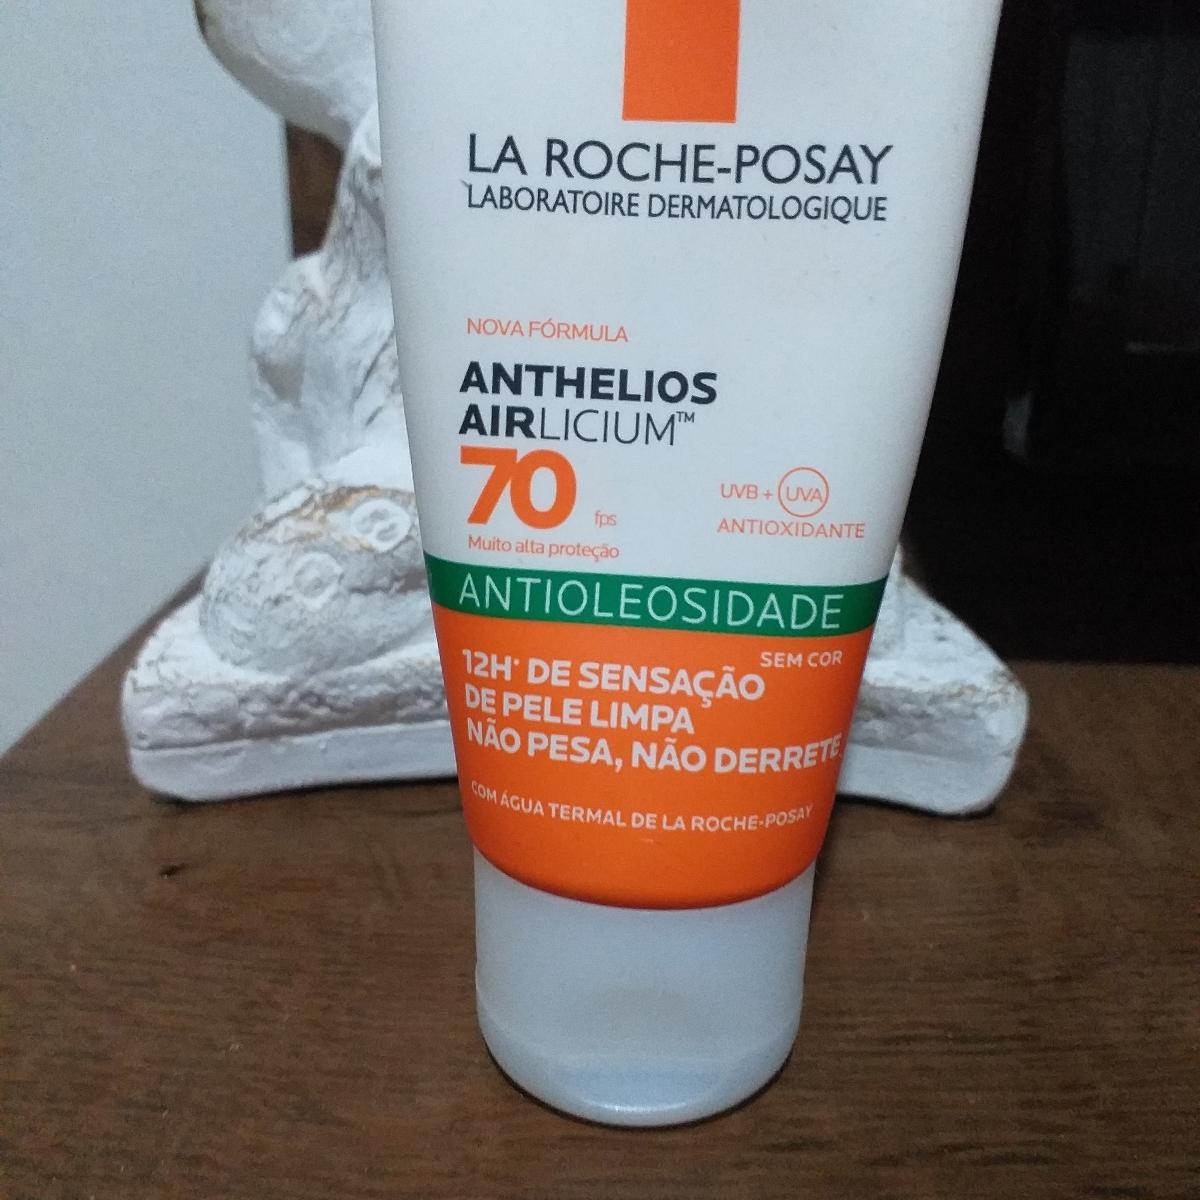 LA ROCHE-POSAY
LABORATOIRE DERMATOLOGIQUE
NOVA FÓRMULA
ANTHELIOS
AIRLICIUM™
70 fps
Muito alta proteção
UVB + UVA
ANTIOXIDANTE
ANTIOLEOSIDADE
SEM COR
12H* DE SENSAÇÃO
DE PELE LIMPA
NÃO PESA, NÃO DERRETE
COM ÁGUA TERMAL DE LA ROCHE-POSAY